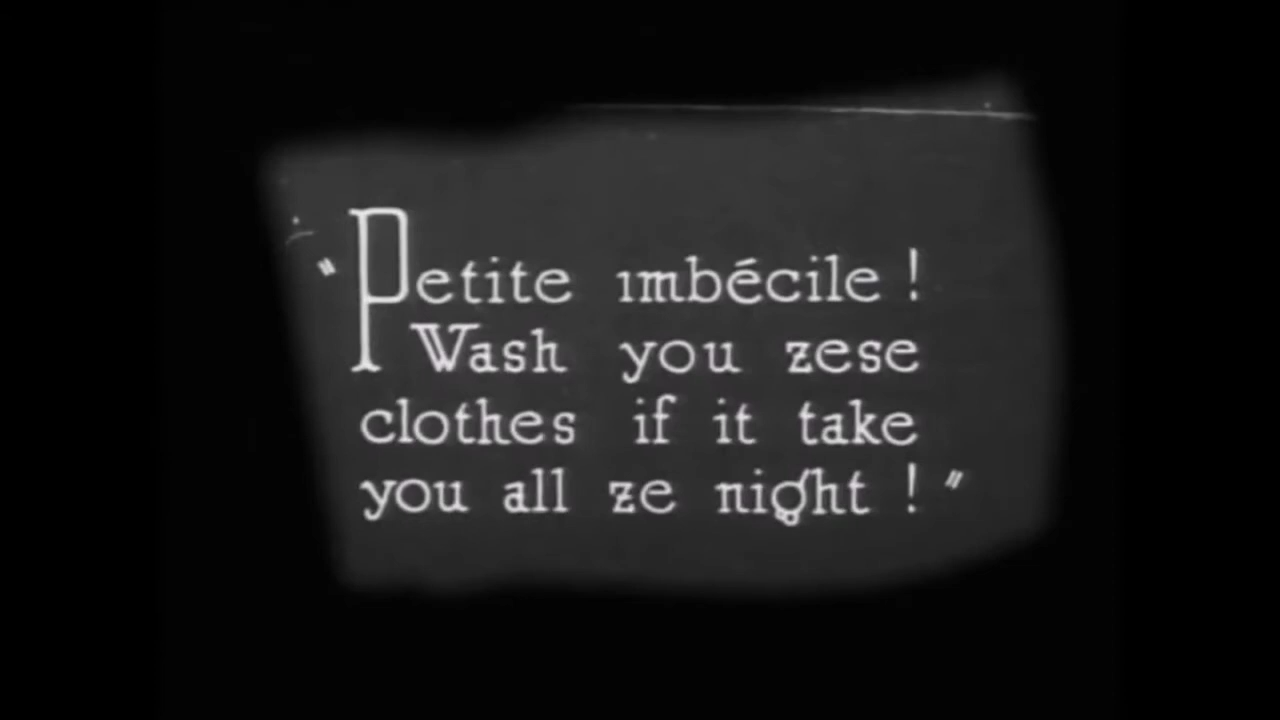 "Petite imbécile!
Wash you zese
clothes if it take
you all ze night!"